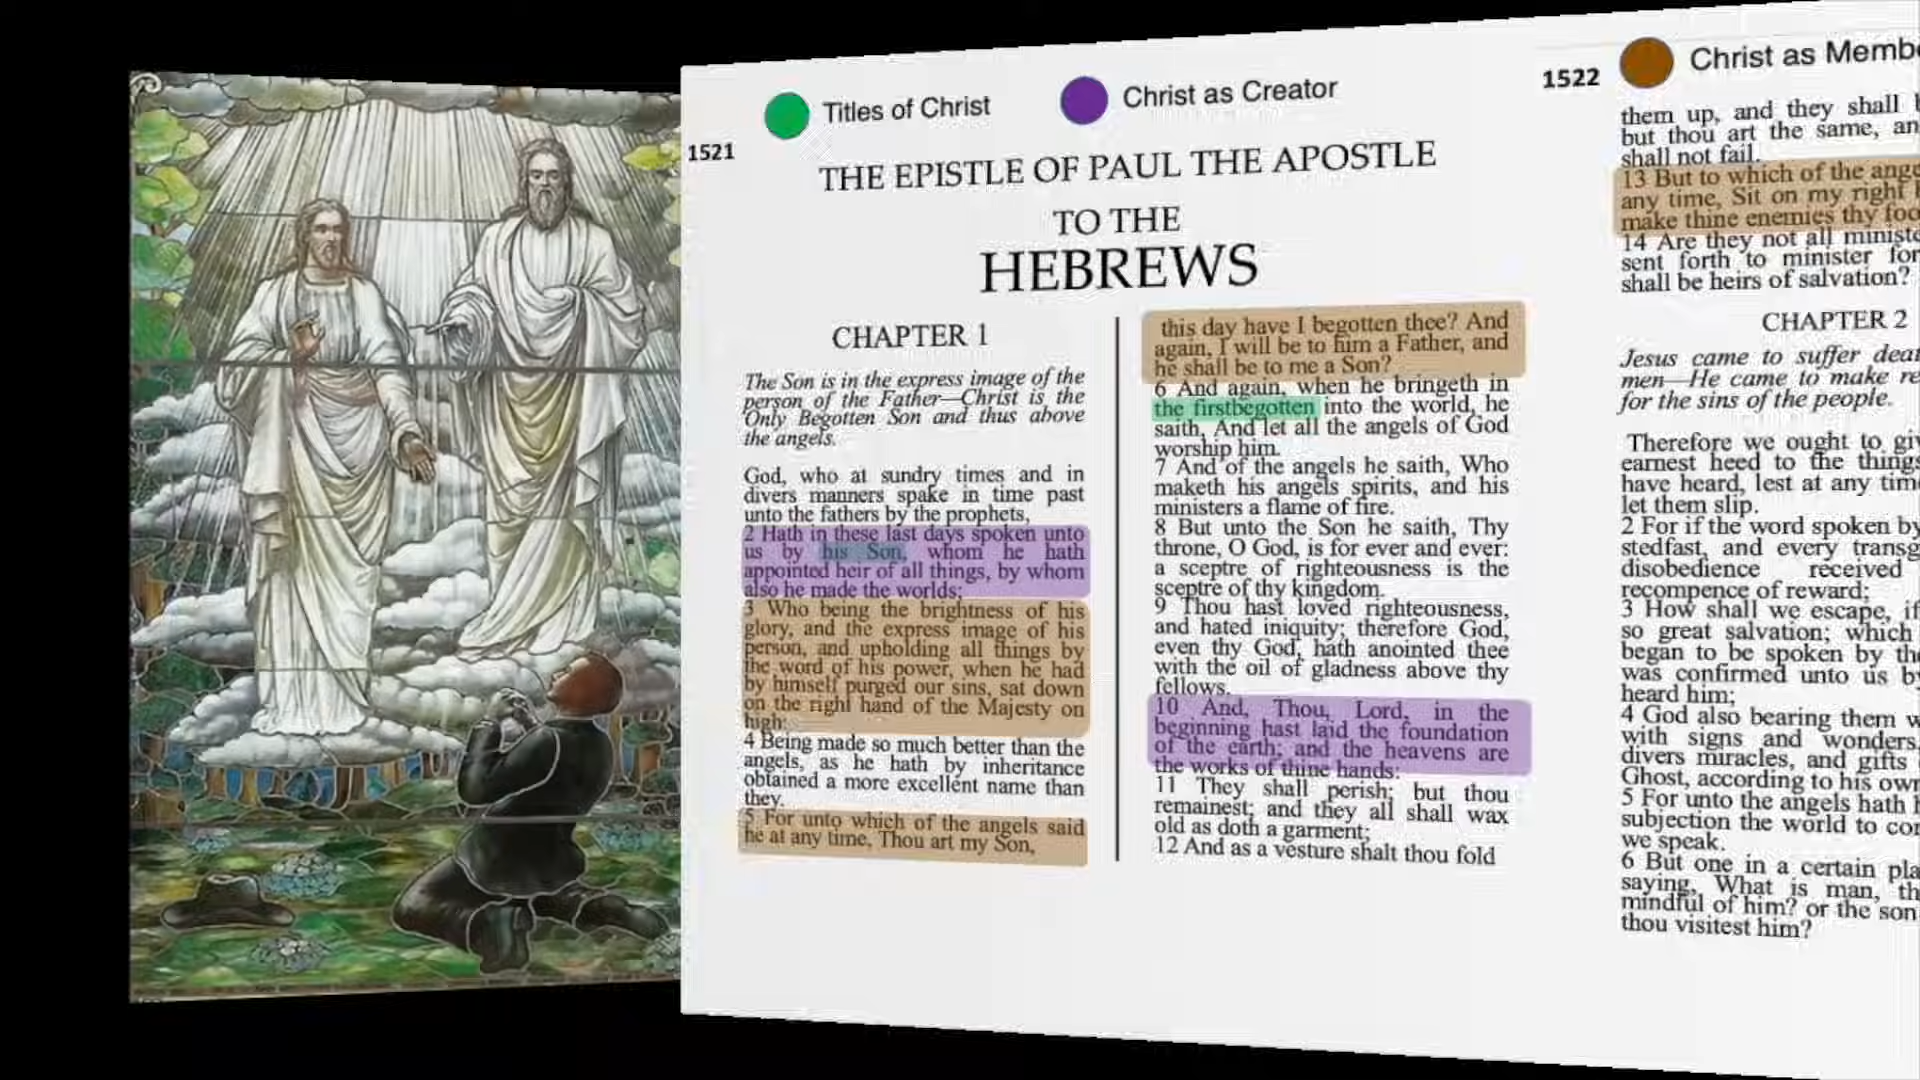 Titles of Christ
Christ as Creator
1521
THE EPISTLE OF PAUL THE APOSTLE
TO THE
HEBREWS
CHAPTER 1
The Son is in the express image of the
person of the Father—Christ is the
Only Begotten Son and thus above
the angels.
God, who at sundry times and in
divers manners spake in time past
unto the fathers by the prophets,
2 Hath in these last days spoken unto
us by his Son, whom he hath
appointed heir of all things, by whom
also he made the worlds;
3 Who being the brightness of his
glory, and the express image of his
person, and upholding all things by
the word of his power, when he had
by himself purged our sins, sat down
on the right hand of the Majesty on
high:
4 Being made so much better than the
angels, as he hath by inheritance
obtained a more excellent name than
they.
5 For unto which of the angels said
he at any time, Thou art my Son,
this day have I begotten thee? And
again, I will be to him a Father, and
he shall be to me a Son?
6 And again, when he bringeth in
the firstbegotten into the world, he
saith, And let all the angels of God
worship him.
7 And of the angels he saith, Who
maketh his angels spirits, and his
ministers a flame of fire.
8 But unto the Son he saith, Thy
throne, O God, is for ever and ever:
a sceptre of righteousness is the
sceptre of thy kingdom.
9 Thou hast loved righteousness,
and hated iniquity; therefore God,
even thy God, hath anointed thee
with the oil of gladness above thy
fellows.
10 And, Thou, Lord, in the
beginning hast laid the foundation
of the earth; and the heavens are
the works of thine hands:
11 They shall perish; but thou
remainest; and they all shall wax
old as doth a garment;
12 And as a vesture shalt thou fold
1522
Christ as
them up, and they shall
but thou art the same,
shall not fail.
13 But to which of the
any time, Sit on my right
make thine enemies thy
14 Are they not all
sent forth to minister for
shall be heirs of salvation?
CHAPTER 2
Jesus came to suffer
men—He came to make
for the sins of the people.
Therefore we ought to
earnest heed to the things
have heard, lest at any
let them slip.
2 For if the word spoken by
stedfast, and every
disobedience received
recompence of reward;
3 How shall we escape, if
so great salvation; which
began to be spoken by
was confirmed unto us by
heard him;
4 God also bearing them
with signs and wonders,
divers miracles, and gifts
Ghost, according to his own
5 For unto the angels hath
subjection the world to
we speak.
6 But one in a certain
saying, What is man,
mindful of him? or the son
thou visitest him?